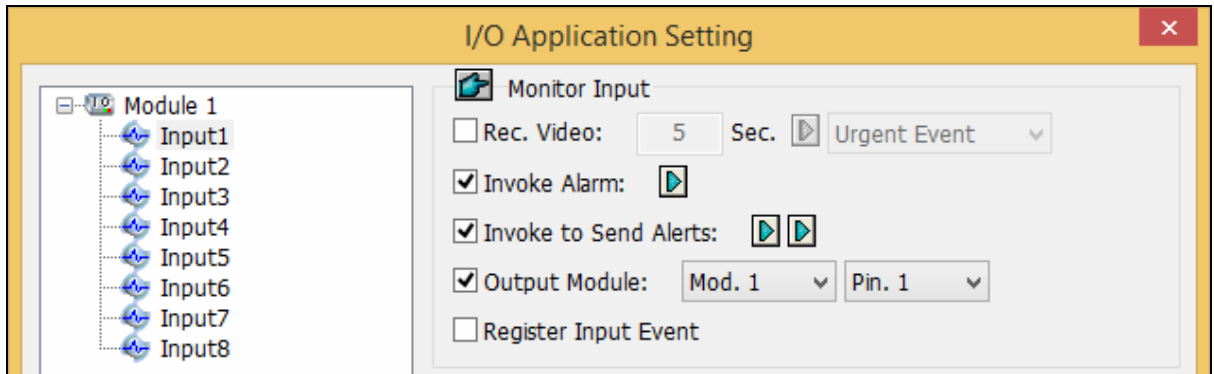 I/O Application Setting
Module 1
Input1
Input2
Input3
Input4
Input5
Input6
Input7
Input8
Monitor Input
Rec. Video: 5 Sec. Urgent Event
Invoke Alarm:
Invoke to Send Alerts:
Output Module: Mod. 1 Pin. 1
Register Input Event